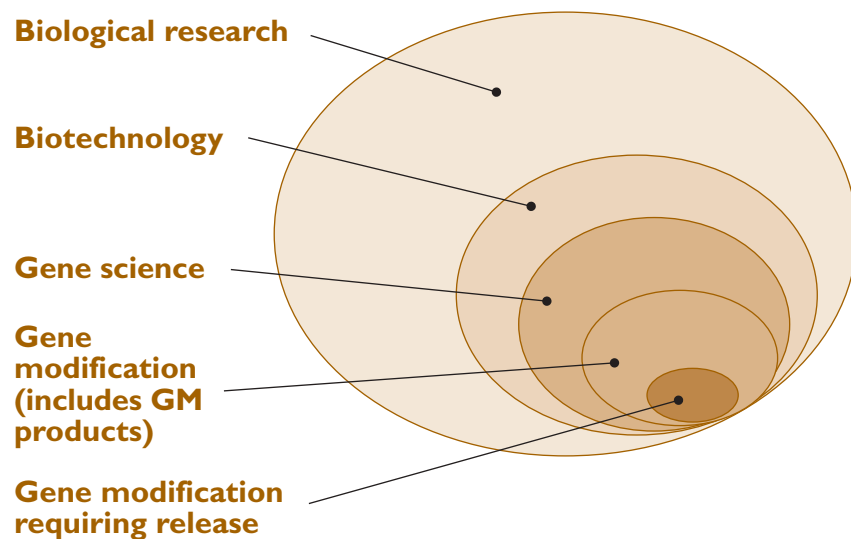 Biological research
Biotechnology
Gene science
Gene
modification
(includes GM
products)
Gene modification
requiring release